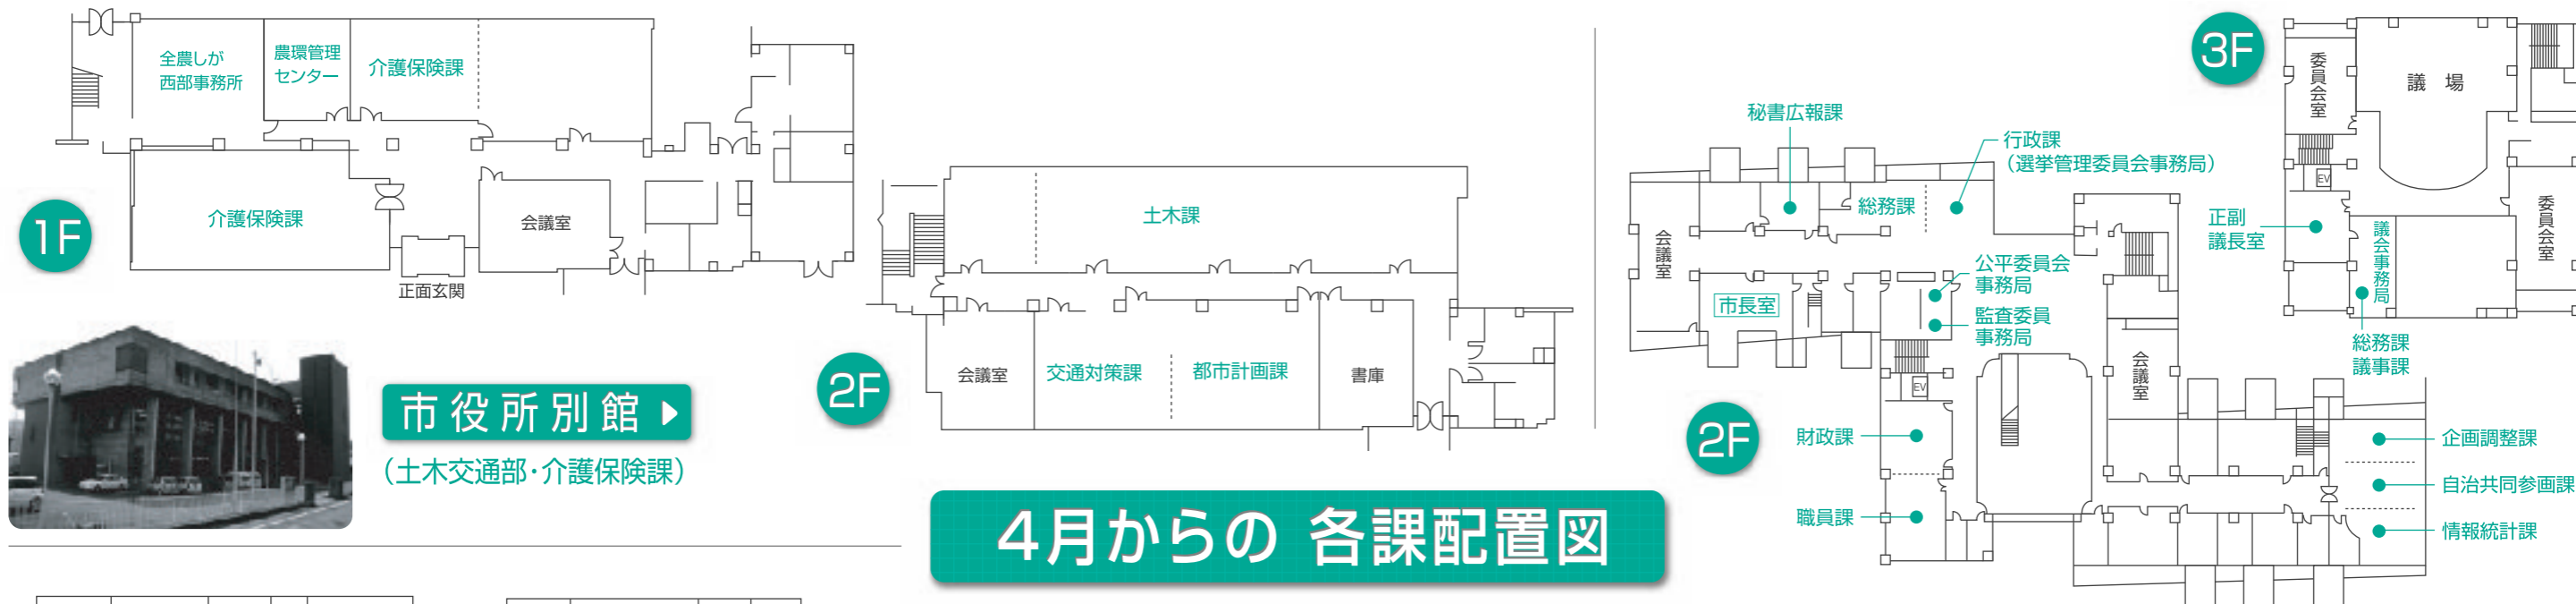 全農しが
西部事務所
農環管理
センター
介護保険課
1F
介護保険課
会議室
正面玄関
市役所別館
(土木交通部・介護保険課)
2F
土木課
会議室
交通対策課
都市計画課
書庫
4月からの 各課配置図
2F
秘書広報課
行政課
(選挙管理委員会事務局)
総務課
会議室
市長室
公平委員会
事務局
監査委員
事務局
EV
会議室
財政課
職員課
企画調整課
自治共同参画課
情報統計課
3F
委員会室
議場
EV
正副
議長室
議会事務局
委員会室
総務課
議事課